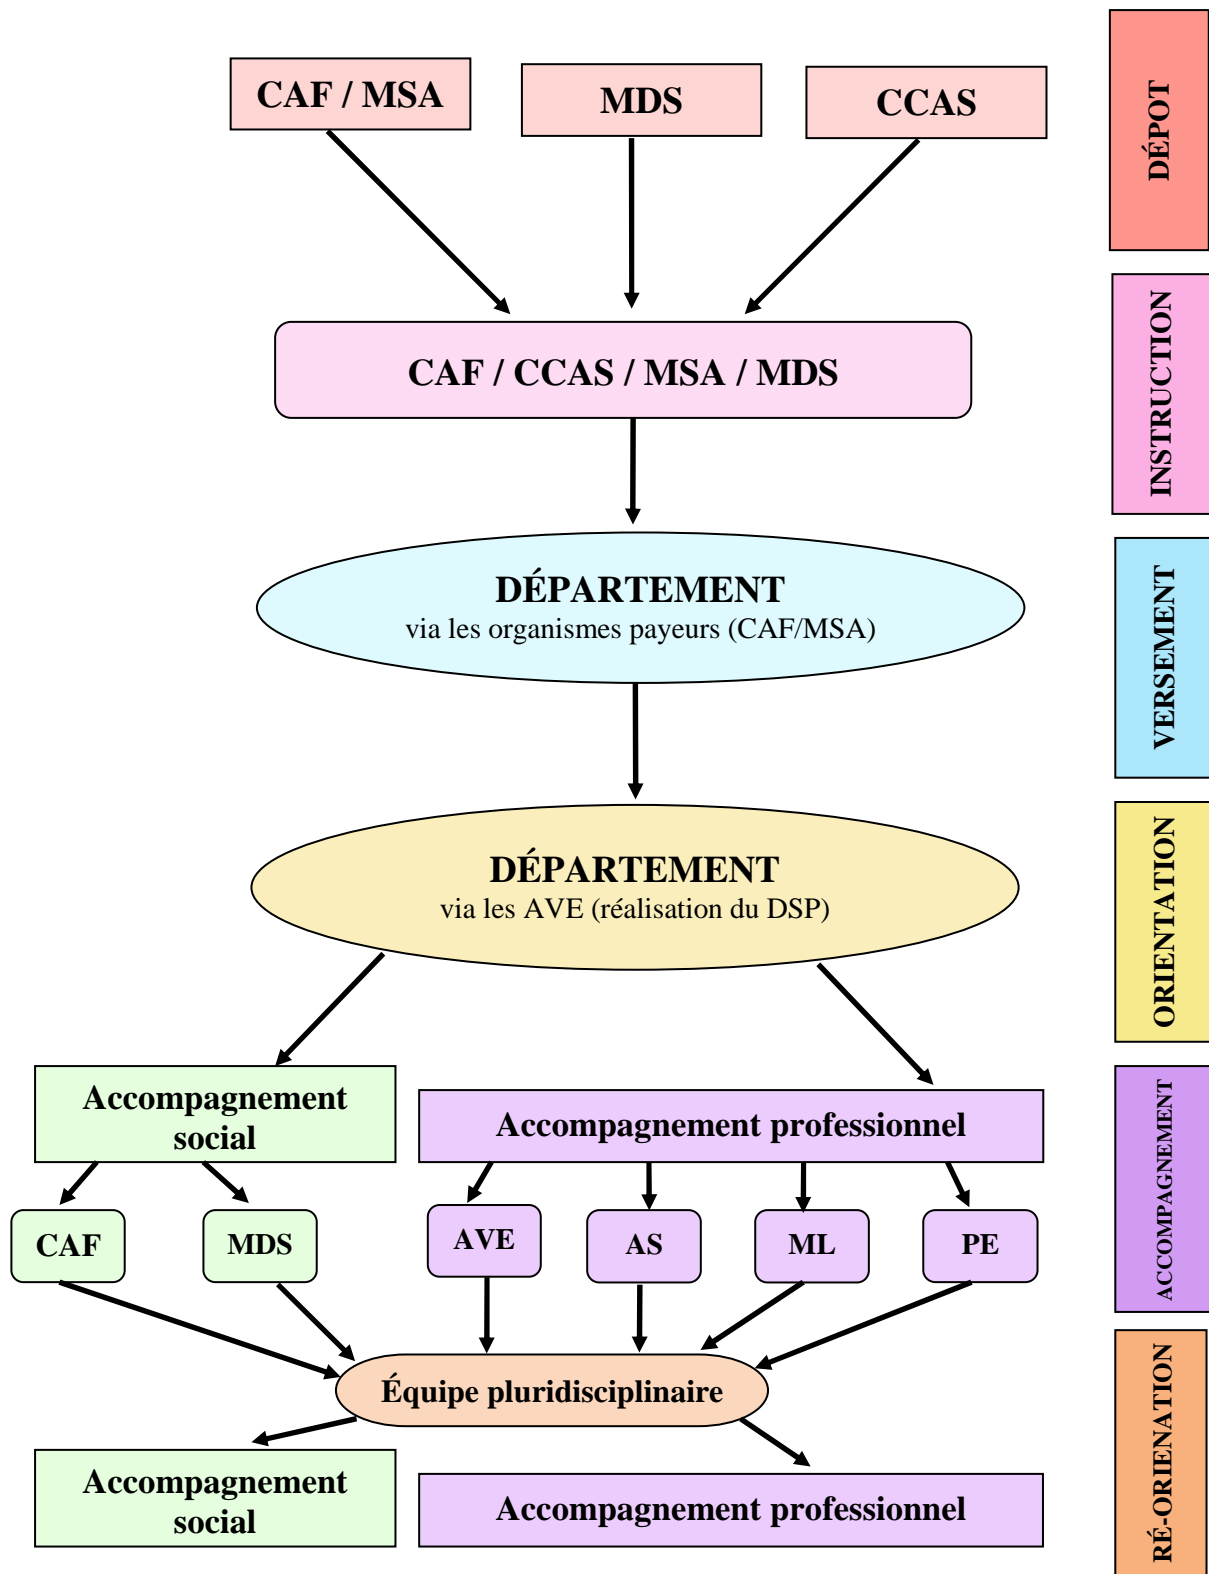 CAF / MSA
MDS
CCAS
DÉPOT
CAF / CCAS / MSA / MDS
INSTRUCTION
DÉPARTEMENT
via les organismes payeurs (CAF/MSA)
VERSEMENT
DÉPARTEMENT
via les AVE (réalisation du DSP)
ORIENTATION
Accompagnement
social
Accompagnement professionnel
ACCOMPAGNEMENT
CAF
MDS
AVE
AS
ML
PE
Équipe pluridisciplinaire
RÉ-ORIENATION
Accompagnement
social
Accompagnement professionnel